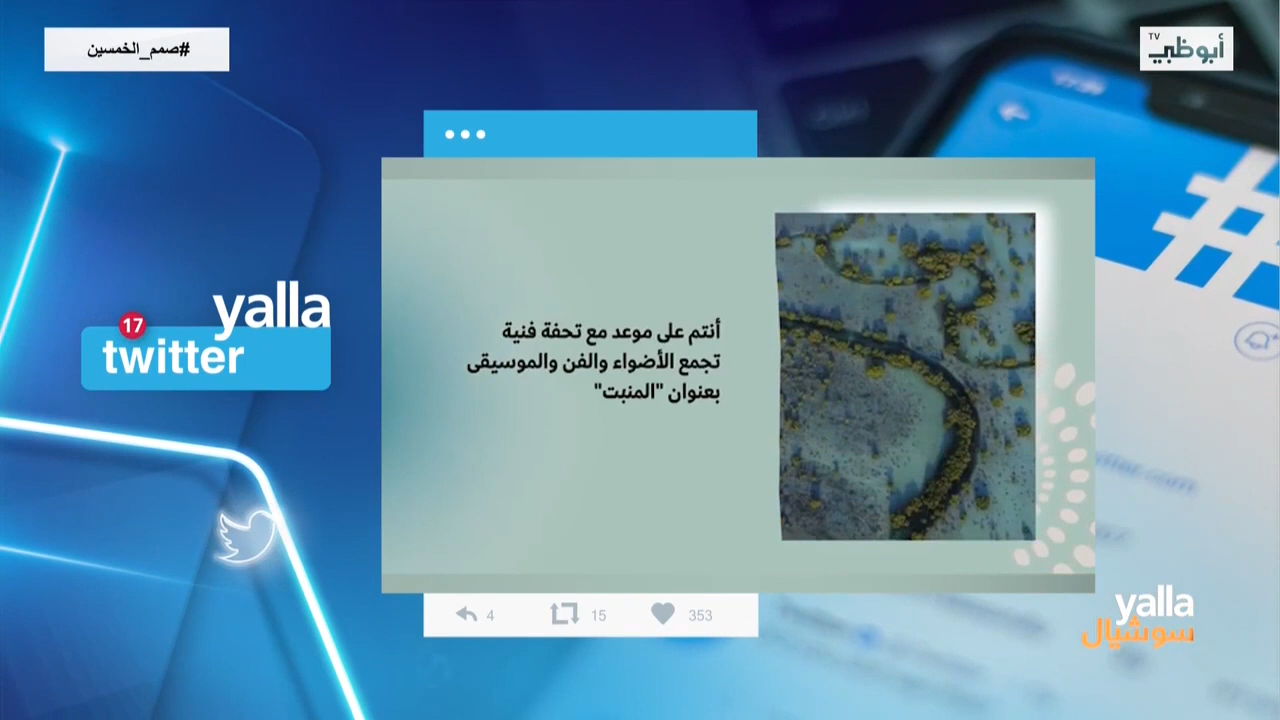 #صمم_الخمسين
TV
أبوظبي
أنتم على موعد مع تحفة فنية
تجمع الأضواء والفن والموسيقى
بعنوان "المنبت"
yalla
17
twitter
4
15
353
yalla
سوشيال